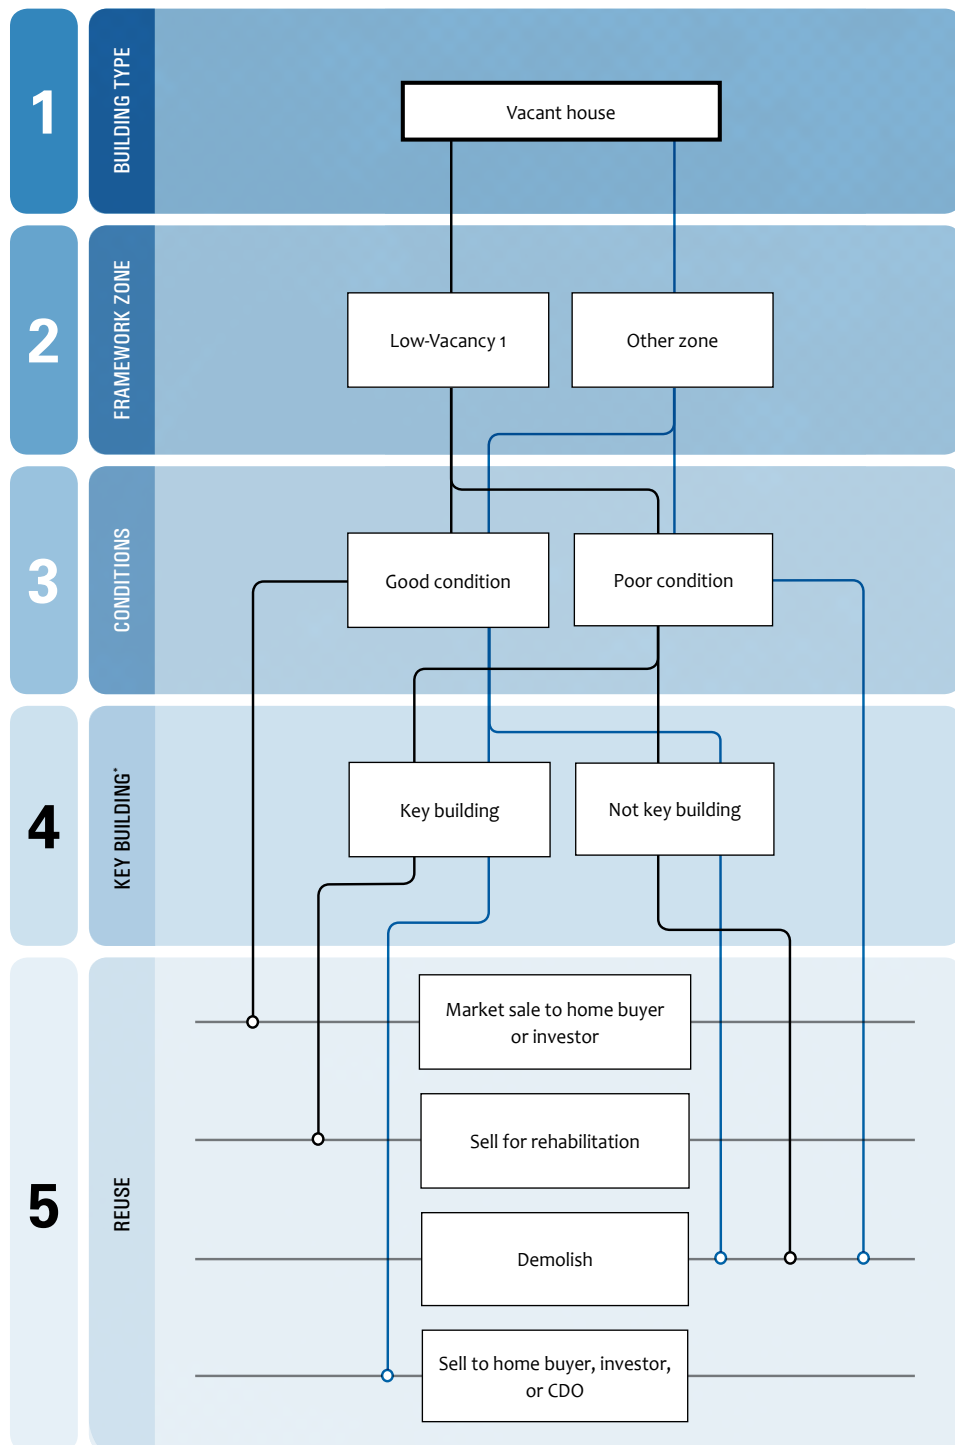 1
BUILDING TYPE
Vacant house
2
FRAMEWORK ZONE
Low-Vacancy 1
Other zone
3
CONDITIONS
Good condition
Poor condition
4
KEY BUILDING*
Key building
Not key building
5
REUSE
Market sale to home buyer
or investor
Sell for rehabilitation
Demolish
Sell to home buyer, investor,
or CDO